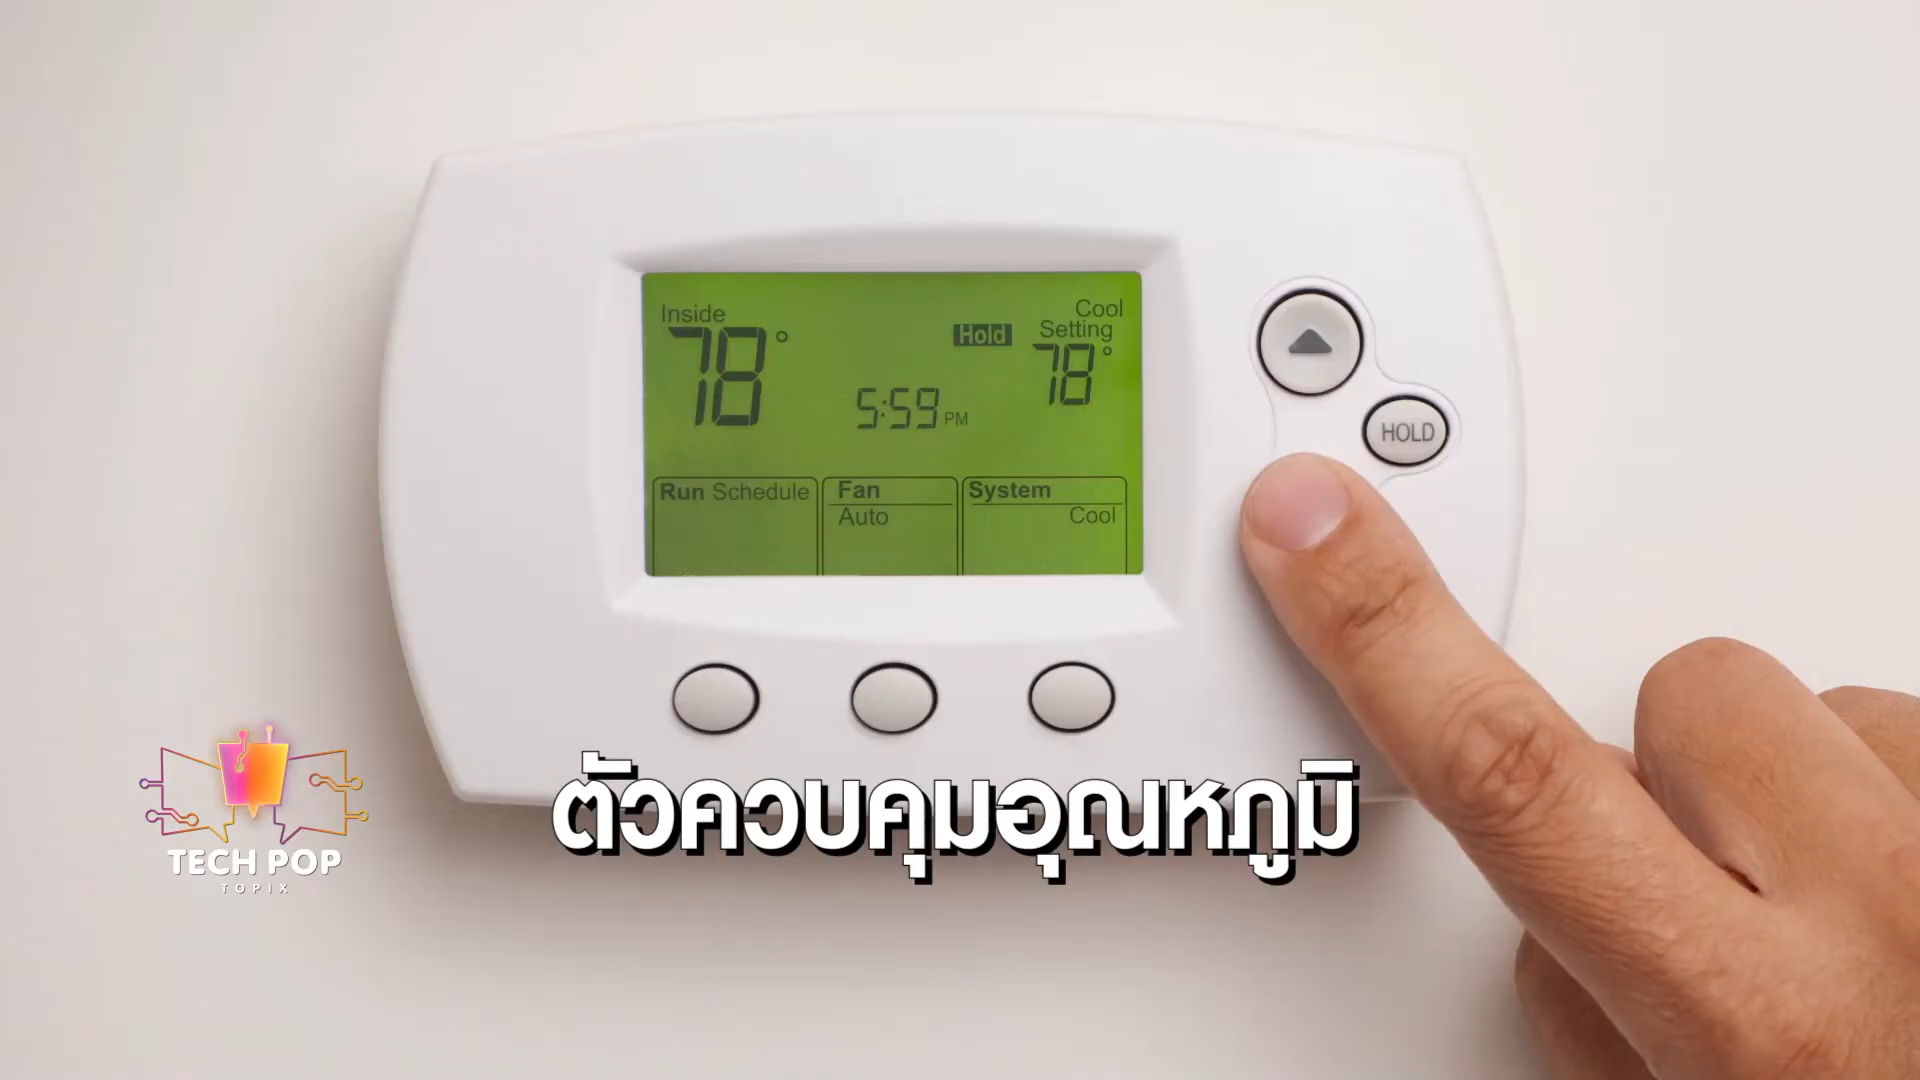 Inside
78°
Hold
Cool
Setting
78°
5:59 PM
Run Schedule
Fan
Auto
System
Cool
HOLD
ตัวควบคุมอุณหภูมิ
TECH POP
TOPIX